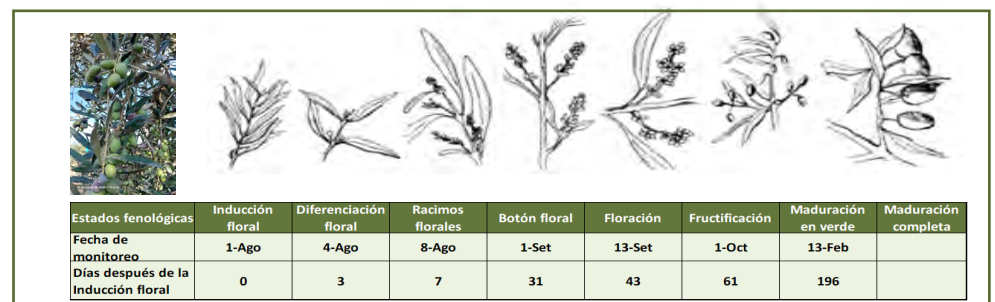 Estados fenológicas Inducción floral Diferenciación floral Racimos florales Botón floral Floración Fructificación Maduración en verde Maduración completa
Fecha de monitoreo 1-Ago 4-Ago 8-Ago 1-Set 13-Set 1-Oct 13-Feb
Días después de la Inducción floral 0 3 7 31 43 61 196